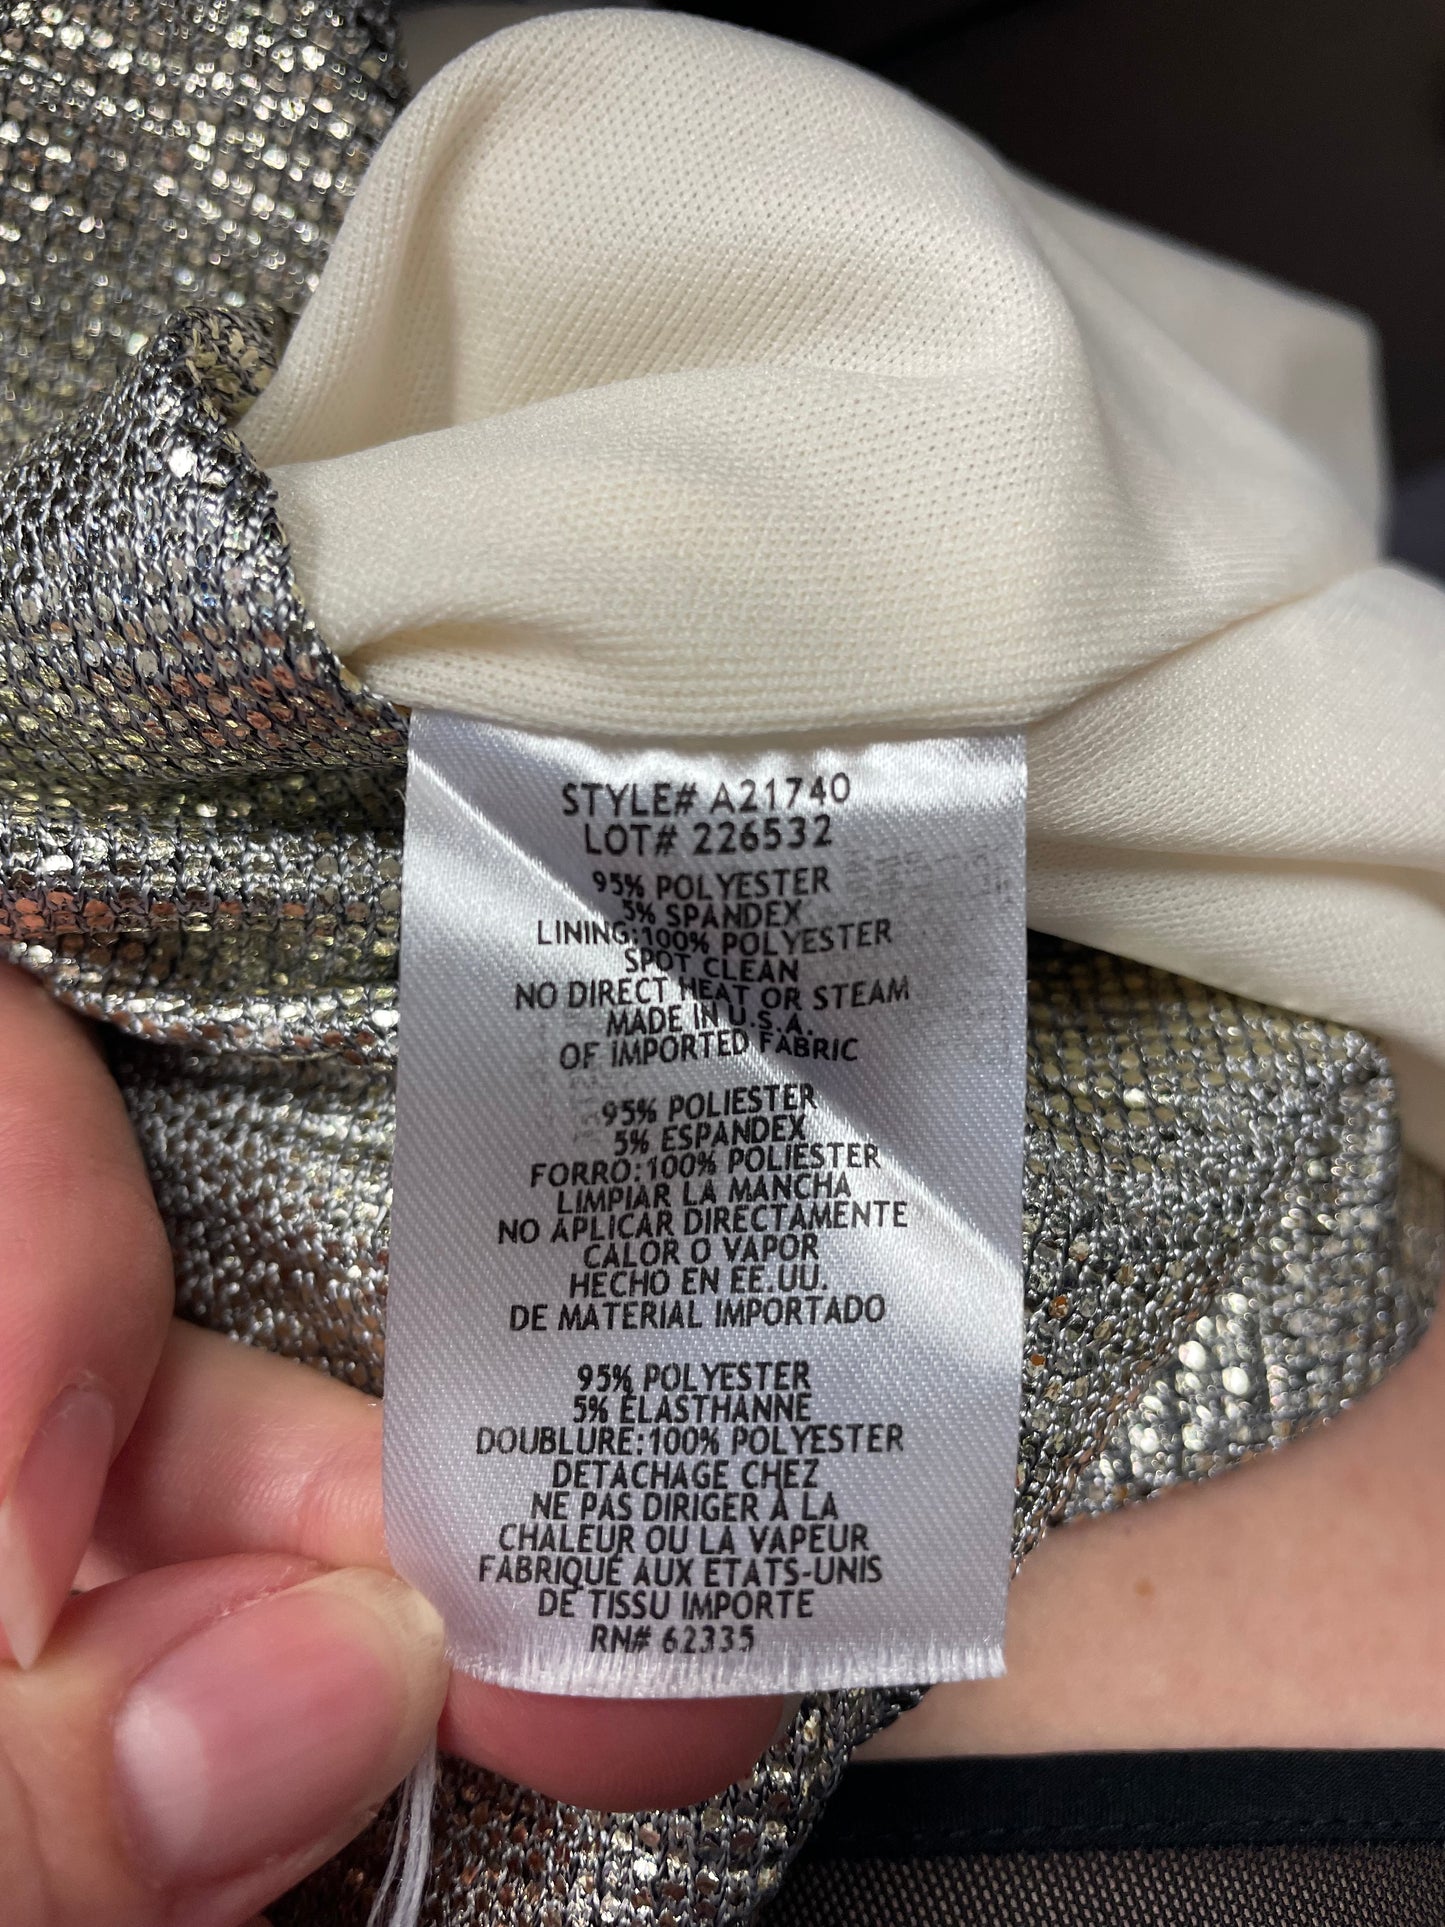 STYLE# A21740
LOT# 226532
95% POLYESTER
5% SPANDEX
LINING:100% POLYESTER
SPOT CLEAN
NO DIRECT HEAT OR STEAM
MADE IN U.S.A.
OF IMPORTED FABRIC
95% POLIESTER
5% ESPANDEX
FORRO:100% POLIESTER
LIMPIAR LA MANCHA
NO APLICAR DIRECTAMENTE
CALOR O VAPOR
HECHO EN EE.UU.
DE MATERIAL IMPORTADO
95% POLYESTER
5% ELASTHANNE
DOUBLURE:100% POLYESTER
DETACHAGE CHEZ
NE PAS DIRIGER À LA
CHALEUR OU LA VAPEUR
FABRIQUÉ AUX ETATS-UNIS
DE TISSU IMPORTE
RN# 62335